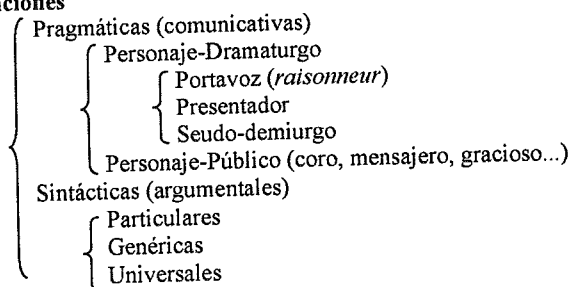 ciones
Pragmáticas (comunicativas)
Personaje-Dramaturgo
Portavoz (raisonneur)
Presentador
Seudo-demiurgo
Personaje-Público (coro, mensajero, gracioso...)
Sintácticas (argumentales)
Particulares
Genéricas
Universales